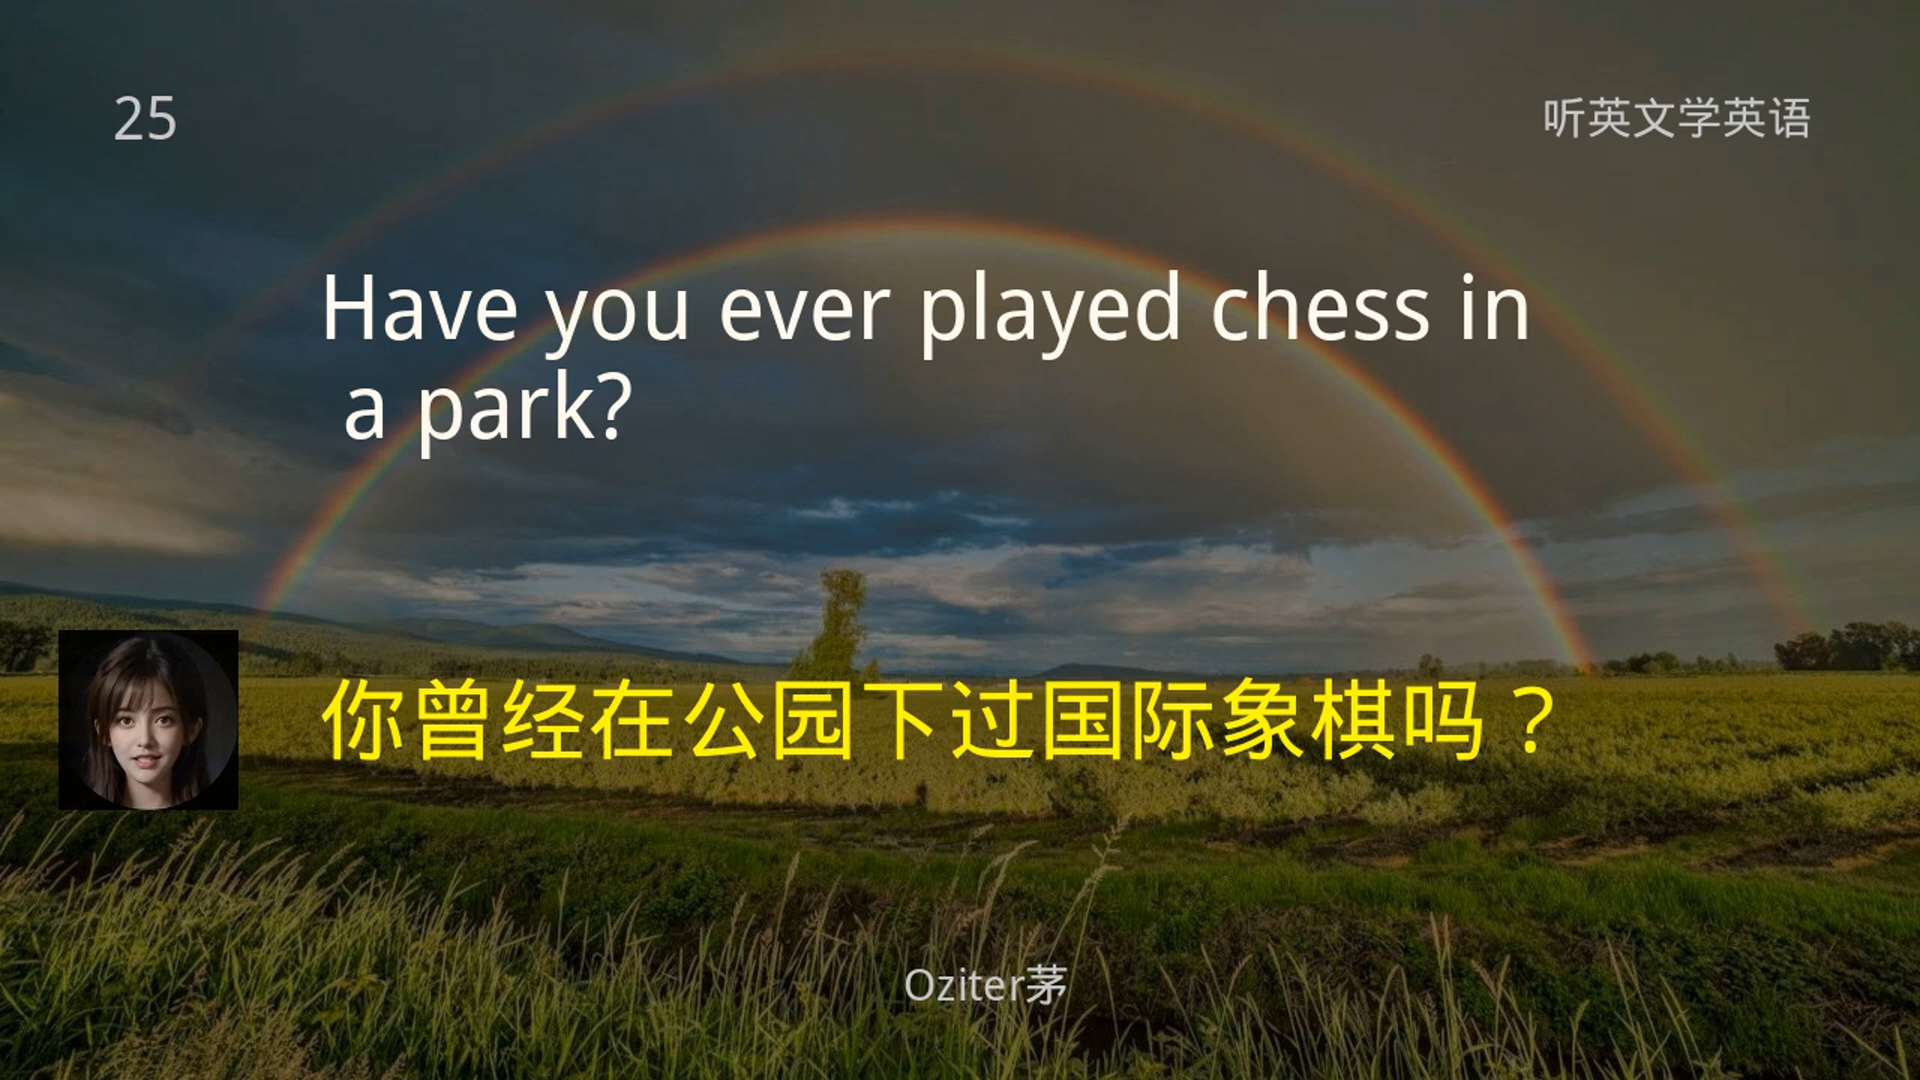 25
听英文学英语
Have you ever played chess in
a park?
你曾经在公园下过国际象棋吗？
Oziter茅